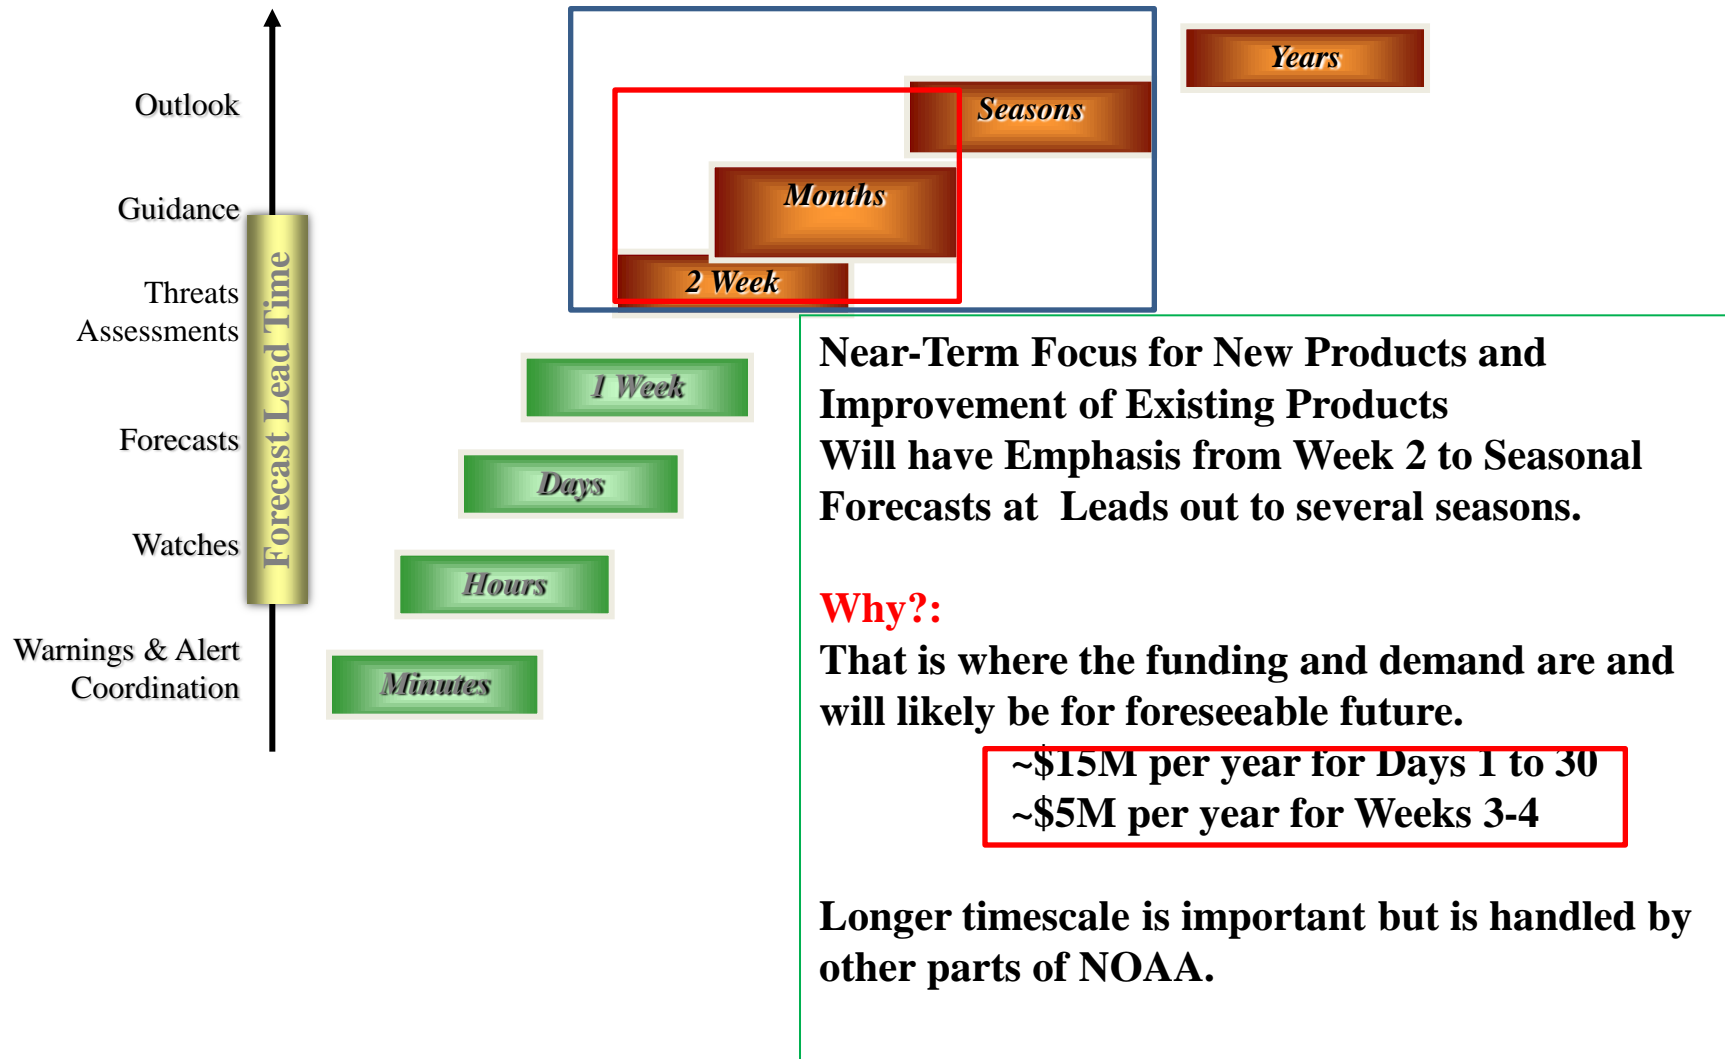 Years
Outlook
Seasons
Guidance
Months
Threats
Assessments
2 Week
Forecast Lead Time
1 Week
Forecasts
Days
Watches
Hours
Warnings & Alert
Coordination
Minutes
Near-Term Focus for New Products and
Improvement of Existing Products
Will have Emphasis from Week 2 to Seasonal
Forecasts at Leads out to several seasons.
Why?:
That is where the funding and demand are and
will likely be for foreseeable future.
~$15M per year for Days 1 to 30
~$5M per year for Weeks 3-4
Longer timescale is important but is handled by
other parts of NOAA.